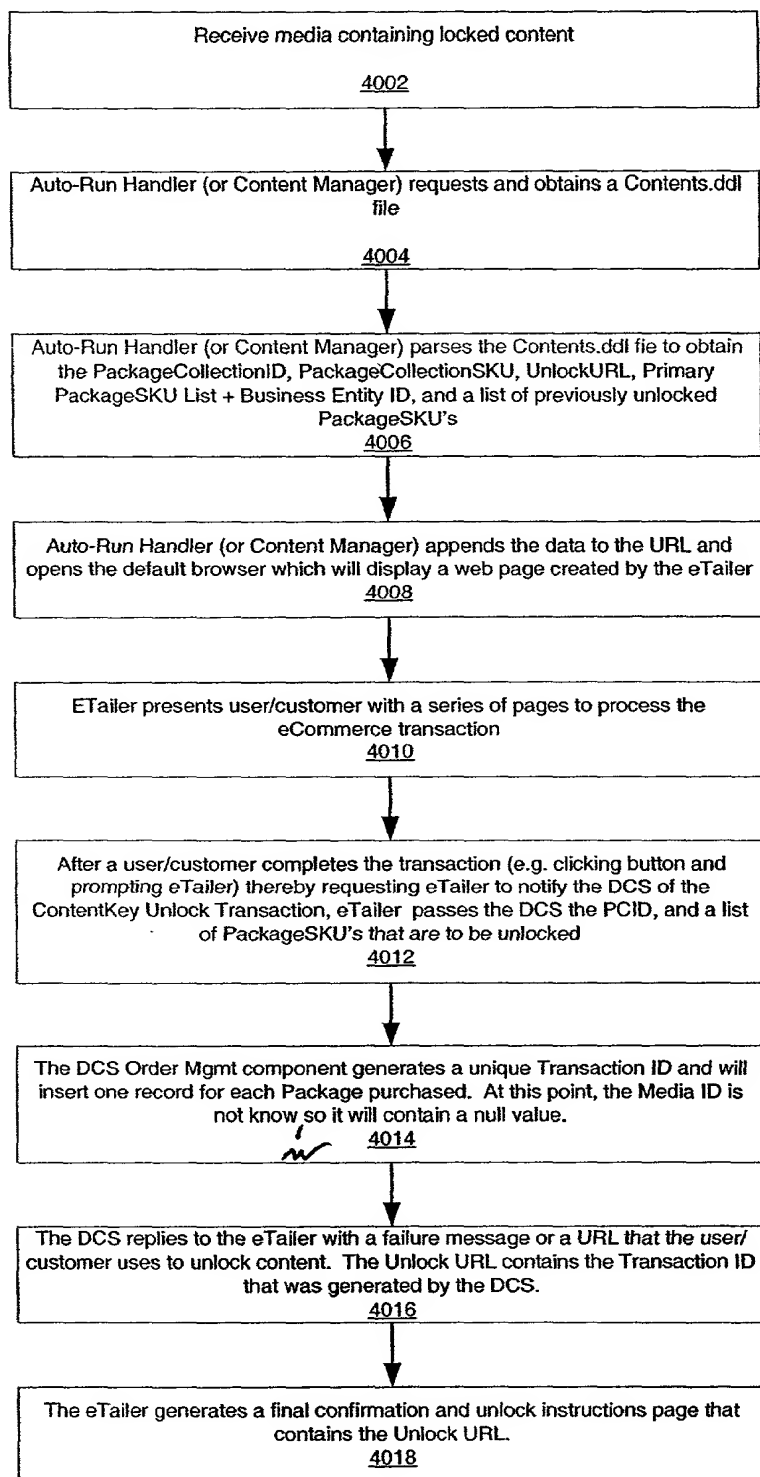 Receive media containing locked content
4002
Auto-Run Handler (or Content Manager) requests and obtains a Contents.ddl
file
4004
Auto-Run Handler (or Content Manager) parses the Contents.ddl fie to obtain
the PackageCollectionID, PackageCollectionSKU, UnlockURL, Primary
PackageSKU List + Business Entity ID, and a list of previously unlocked
PackageSKU's
4006
Auto-Run Handler (or Content Manager) appends the data to the URL and
opens the default browser which will display a web page created by the eTailer
4008
ETailer presents user/customer with a series of pages to process the
eCommerce transaction
4010
After a user/customer completes the transaction (e.g. clicking button and
prompting eTailer) thereby requesting eTailer to notify the DCS of the
ContentKey Unlock Transaction, eTailer passes the DCS the PCID, and a list
of PackageSKU's that are to be unlocked
4012
The DCS Order Mgmt component generates a unique Transaction ID and will
insert one record for each Package purchased. At this point, the Media ID is
not know so it will contain a null value.
4014
The DCS replies to the eTailer with a failure message or a URL that the user/
customer uses to unlock content. The Unlock URL contains the Transaction ID
that was generated by the DCS.
4016
The eTailer generates a final confirmation and unlock instructions page that
contains the Unlock URL.
4018